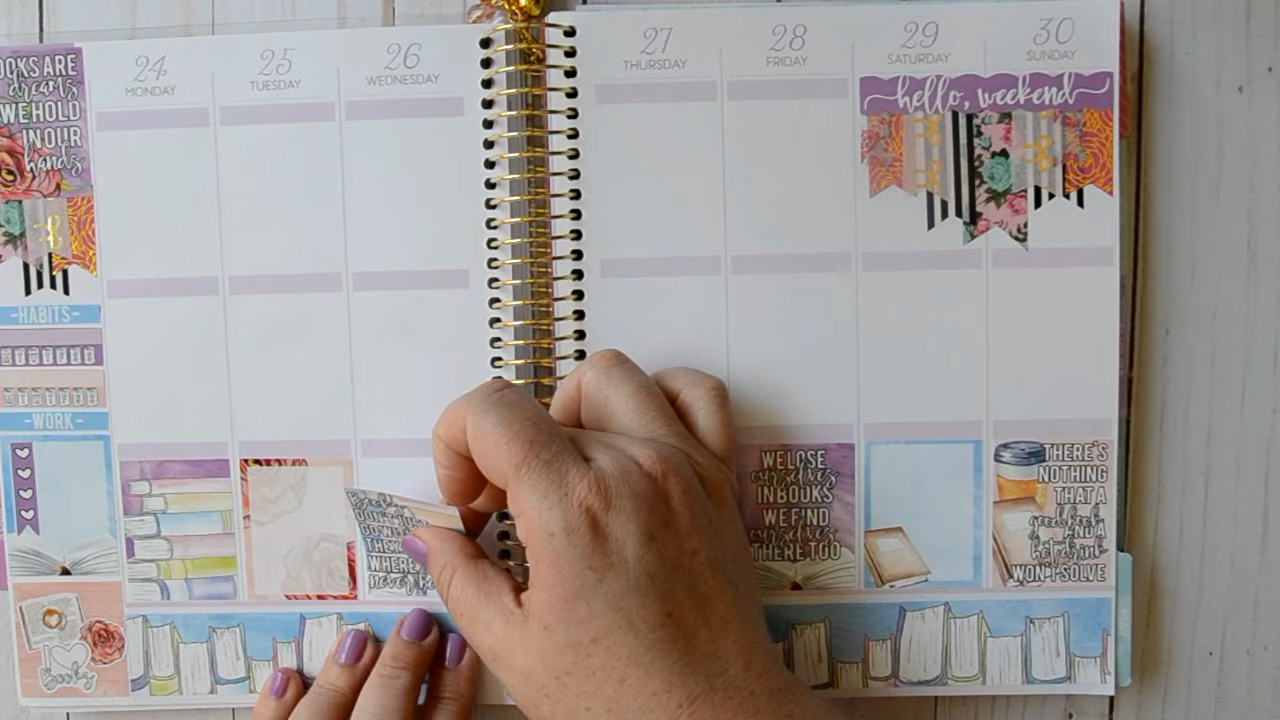 OOKS ARE
dreams
WE HOLD
IN OUR
hands
-HABITS-
-WORK-
Books
24
MONDAY
25
TUESDAY
26
WEDNESDAY
WHERE
27
THURSDAY
28
FRIDAY
29
SATURDAY
30
SUNDAY
hello, weekend
WE LOSE
ourselves
IN BOOKS
WE FIND
ourselves
THERE TOO
THERE'S
NOTHING
THAT A
good book
AND A
hot drink
WON'T SOLVE